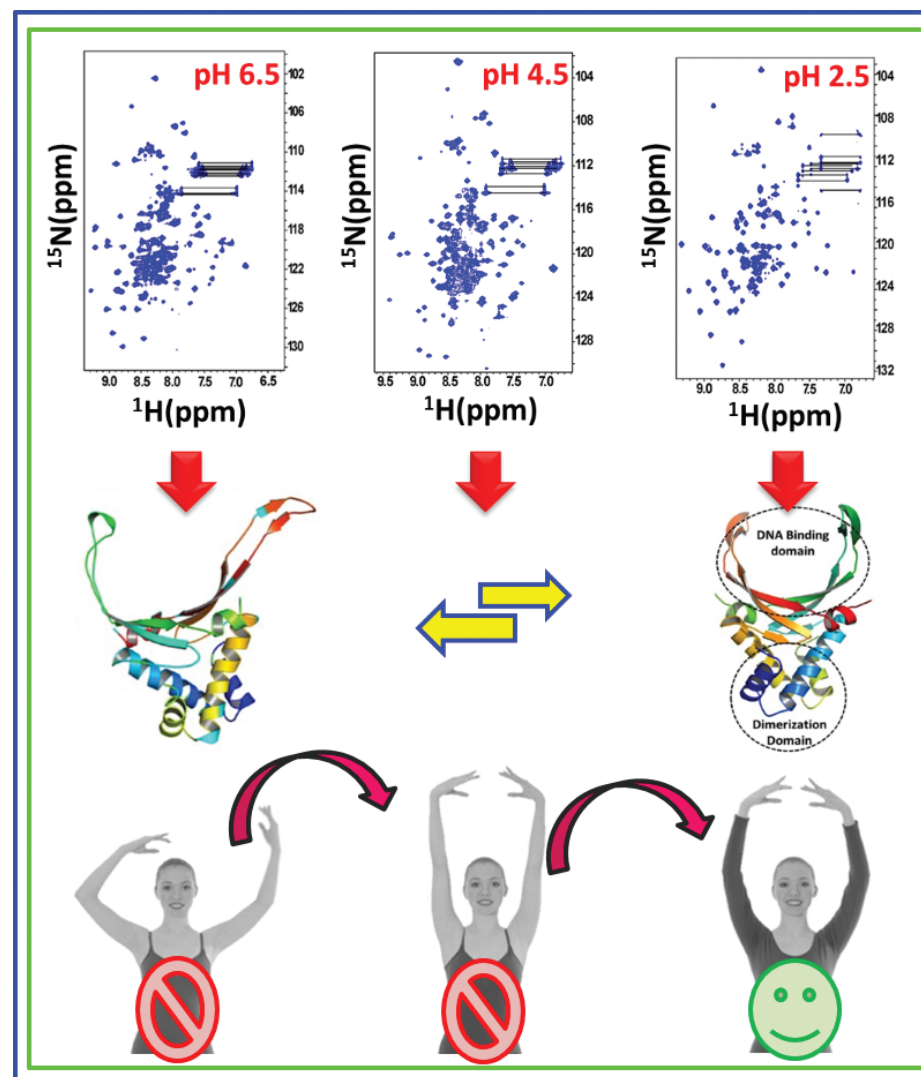 pH 6.5
102
106
110
114
118
122
126
130
9.0 8.5 8.0 7.5 7.0 6.5
15N(ppm)
1H(ppm)
pH 4.5
104
108
112
116
120
124
128
9.5 9.0 8.5 8.0 7.5 7.0
15N(ppm)
1H(ppm)
pH 2.5
104
108
112
116
120
124
128
132
9.0 8.5 8.0 7.5 7.0
15N(ppm)
1H(ppm)
DNA Binding
domain
Dimerization
Domain